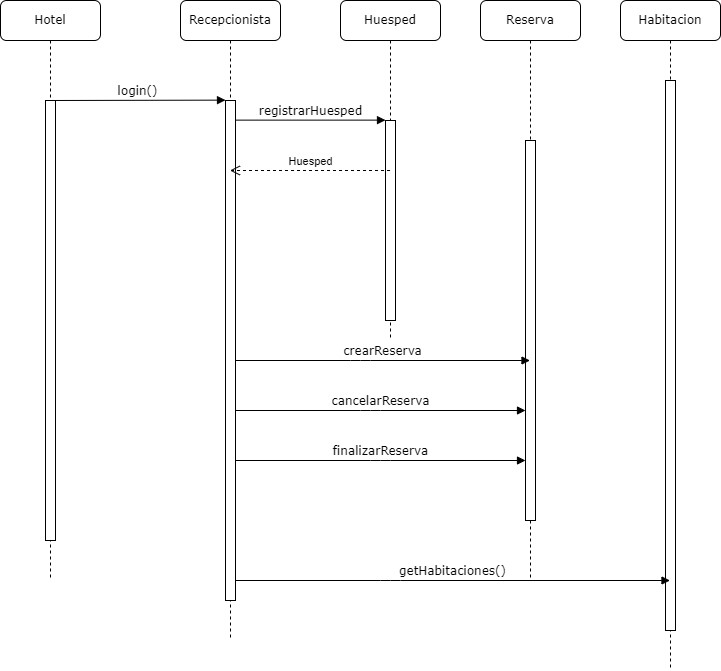 Hotel
Recepcionista
Huesped
Reserva
Habitacion
login()
registrarHuesped
Huesped
crearReserva
cancelarReserva
finalizarReserva
getHabitaciones()